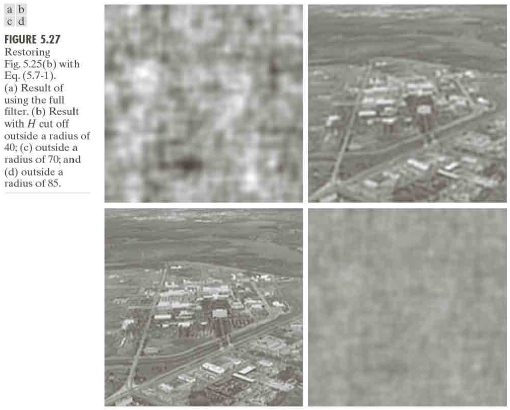 a b
c d
FIGURE 5.27
Restoring
Fig. 5.25(b) with
Eq. (5.7-1).
(a) Result of
using the full
filter. (b) Result
with H cut off
outside a radius of
40; (c) outside a
radius of 70; and
(d) outside a
radius of 85.